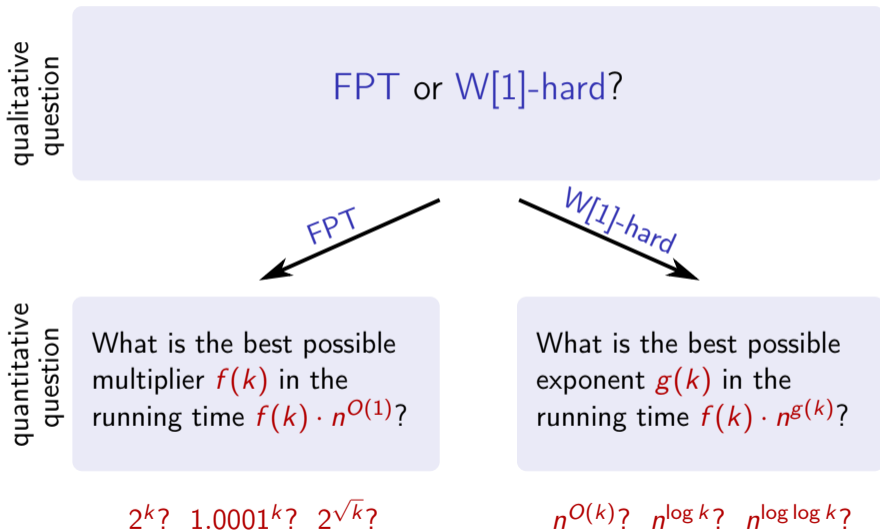 qualitative
question
FPT or W[1]-hard?
FPT
W[1]-hard
quantitative
question
What is the best possible
multiplier f(k) in the
running time f(k) · n^{O(1)}?
What is the best possible
exponent g(k) in the
running time f(k) · n^{g(k)}?
2^k? 1.0001^k? 2^{√k}?
n^{O(k)}? n^{log k}? n^{log log k}?